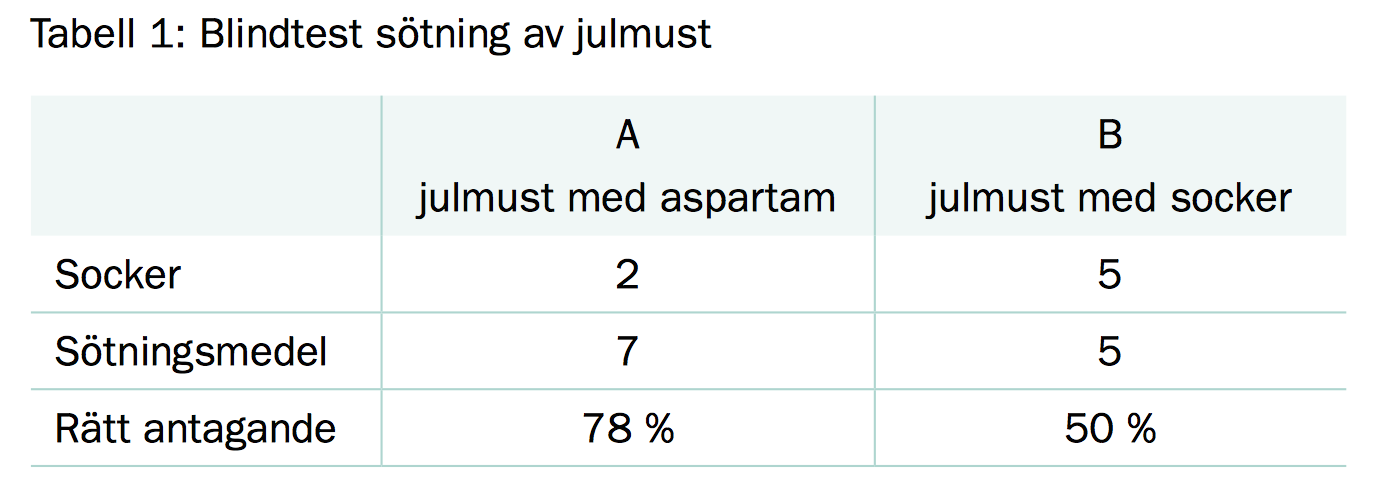 Tabell 1: Blindtest sötning av julmust
A B
julmust med aspartam julmust med socker
Socker 2 5
Sötningsmedel 7 5
Rätt antagande 78 % 50 %